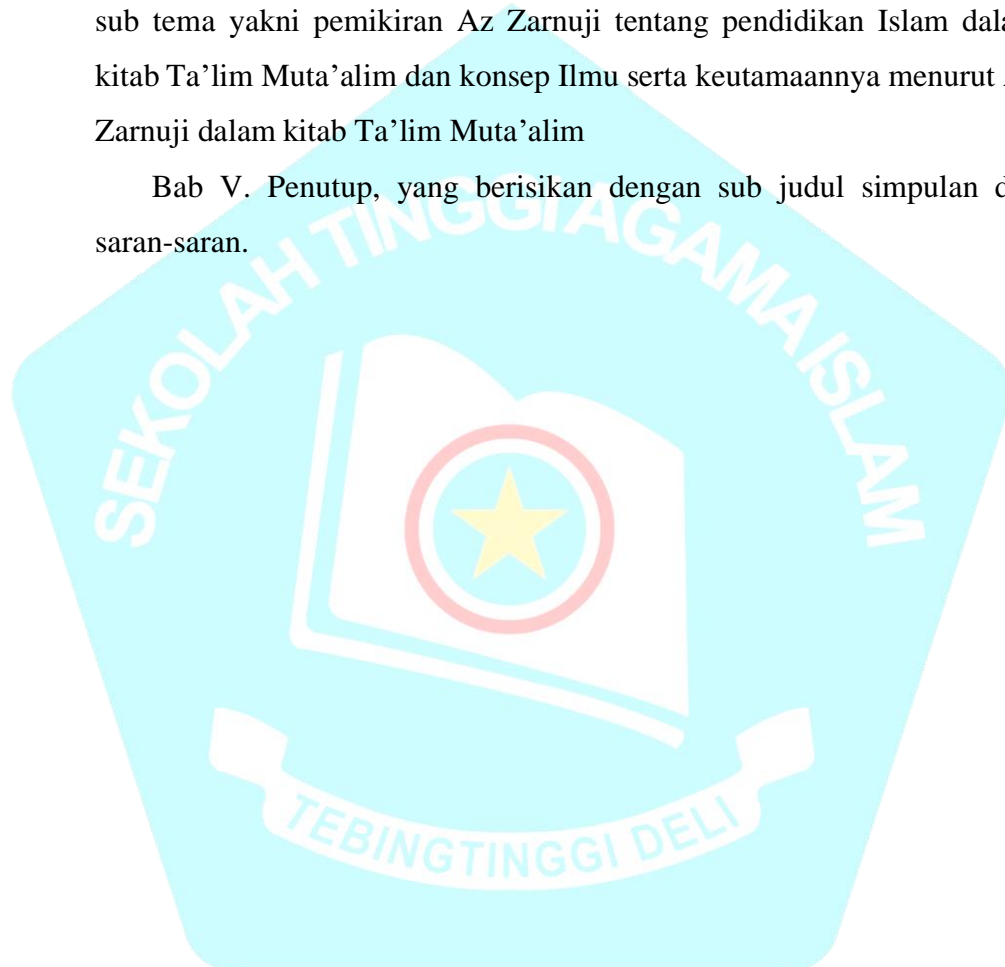 sub tema yakni pemikiran Az Zarnuji tentang pendidikan Islam
kitab Ta’lim Muta’alim dan konsep Ilmu serta keutamaannya menurut
Zarnuji dalam kitab Ta’lim Muta’alim
Bab V. Penutup, yang berisikan dengan sub judul simpulan
saran-saran.
SEKOLAH TINGGI AGAMA ISLAM
TEBINGTINGGI DELI